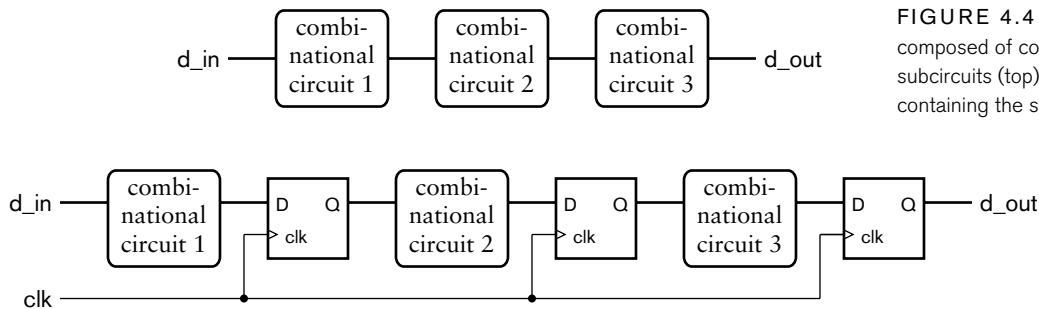 combi-
national
circuit 1
combi-
national
circuit 2
combi-
national
circuit 3
d_in
d_out
FIGURE 4.4
composed of co
subcircuits (top)
containing the s
d_in
combi-
national
circuit 1
D Q
clk
combi-
national
circuit 2
D Q
clk
combi-
national
circuit 3
D Q
clk
d_out
clk